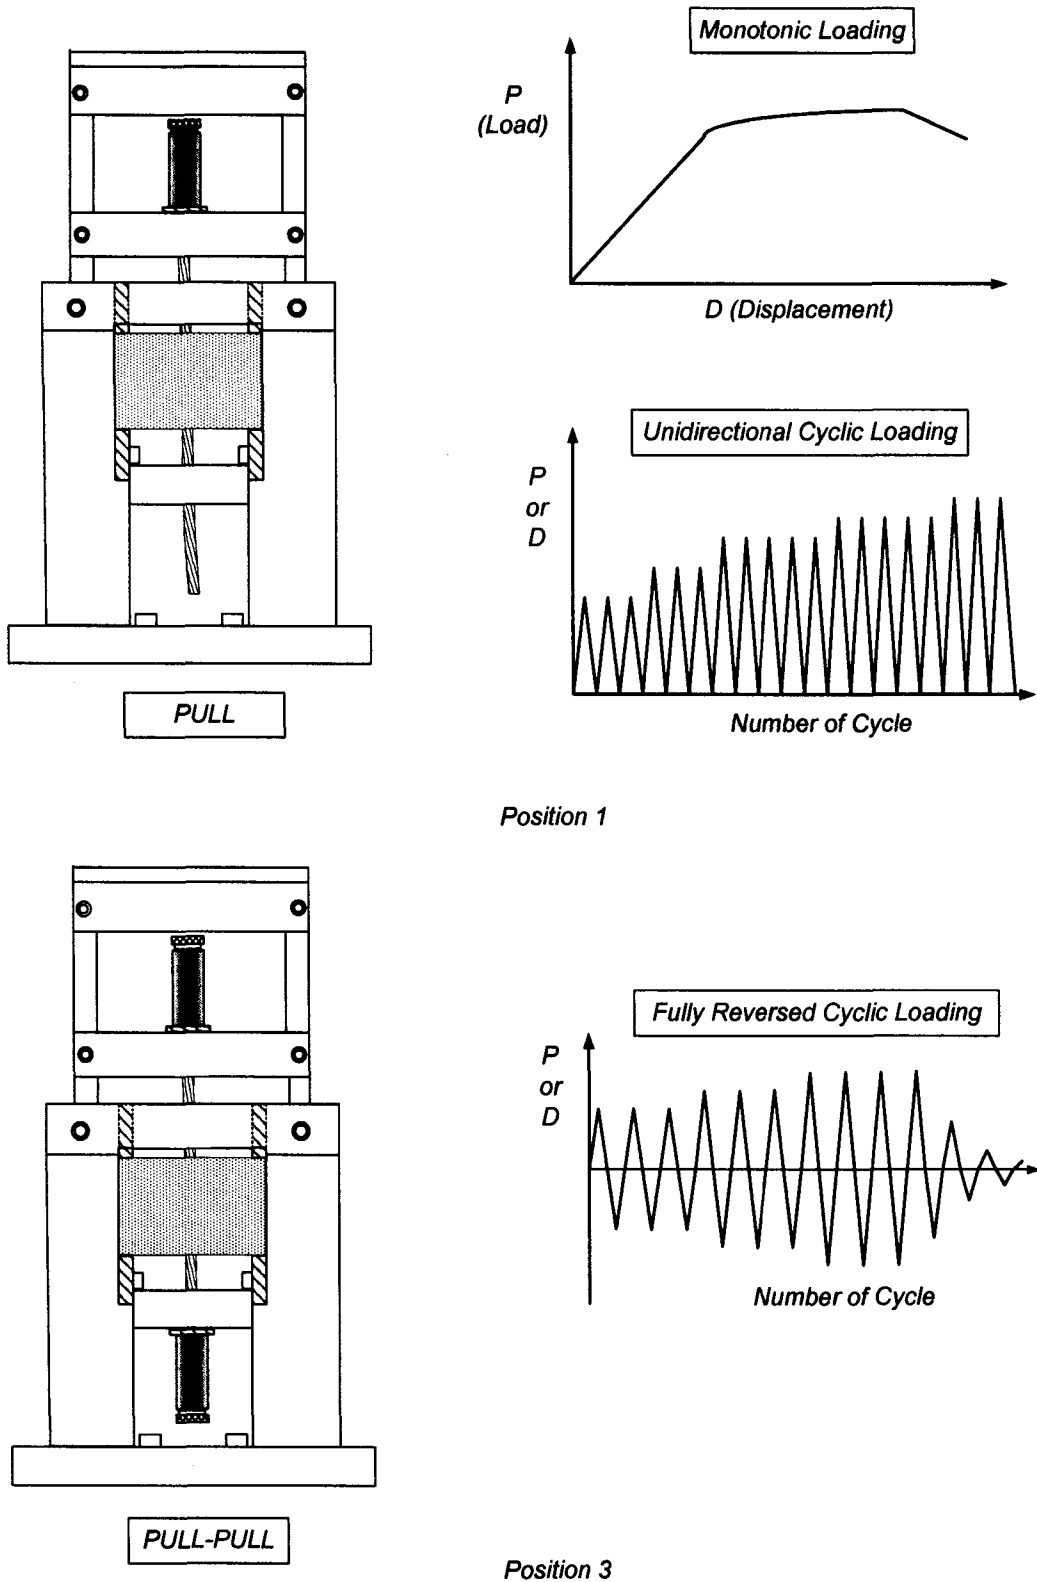 Monotonic Loading
P
(Load)
D (Displacement)
Unidirectional Cyclic Loading
P
or
D
Number of Cycle
PULL
Position 1
Fully Reversed Cyclic Loading
P
or
D
Number of Cycle
PULL-PULL
Position 3